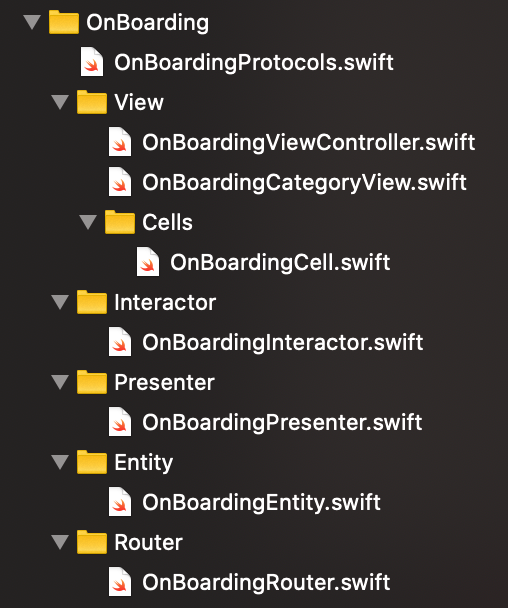 OnBoarding
OnBoardingProtocols.swift
View
OnBoardingViewController.swift
OnBoardingCategoryView.swift
Cells
OnBoardingCell.swift
Interactor
OnBoardingInteractor.swift
Presenter
OnBoardingPresenter.swift
Entity
OnBoardingEntity.swift
Router
OnBoardingRouter.swift